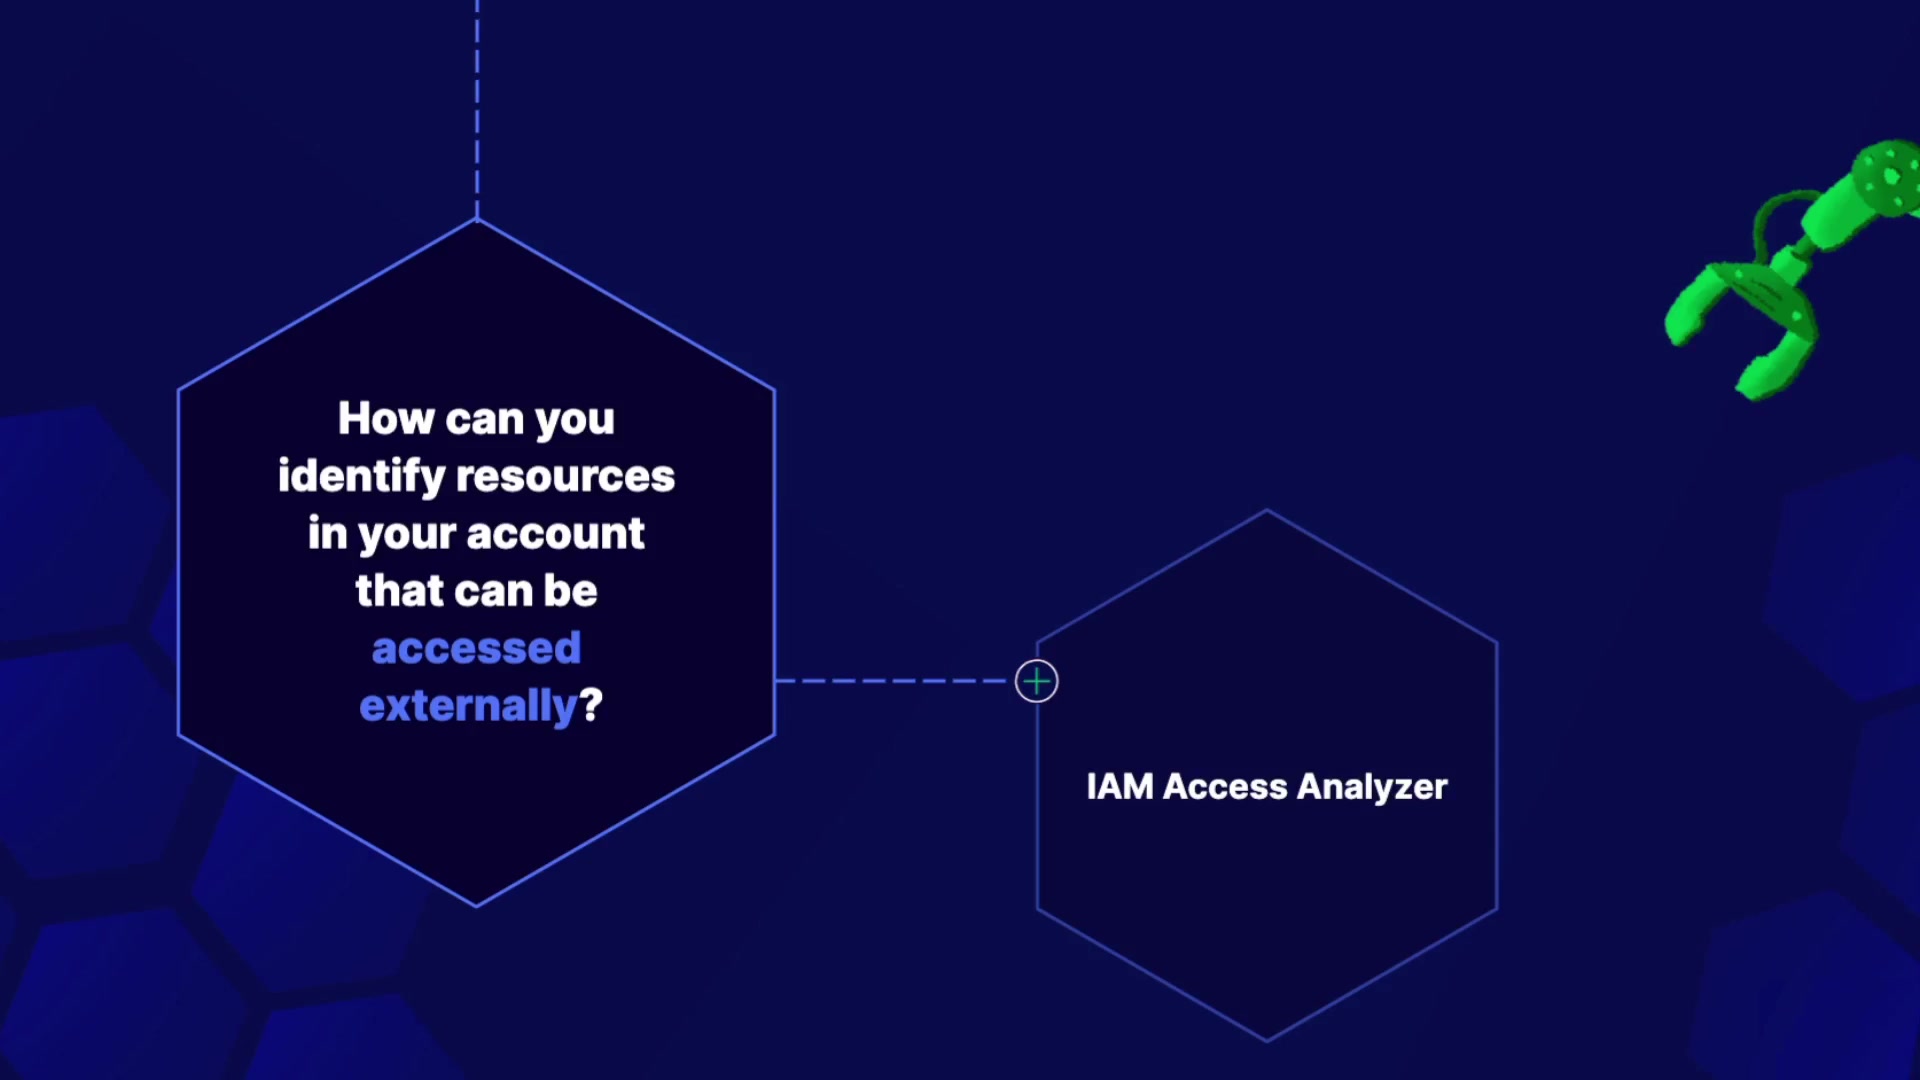 How can you
identify resources
in your account
that can be
accessed
externally?
IAM Access Analyzer